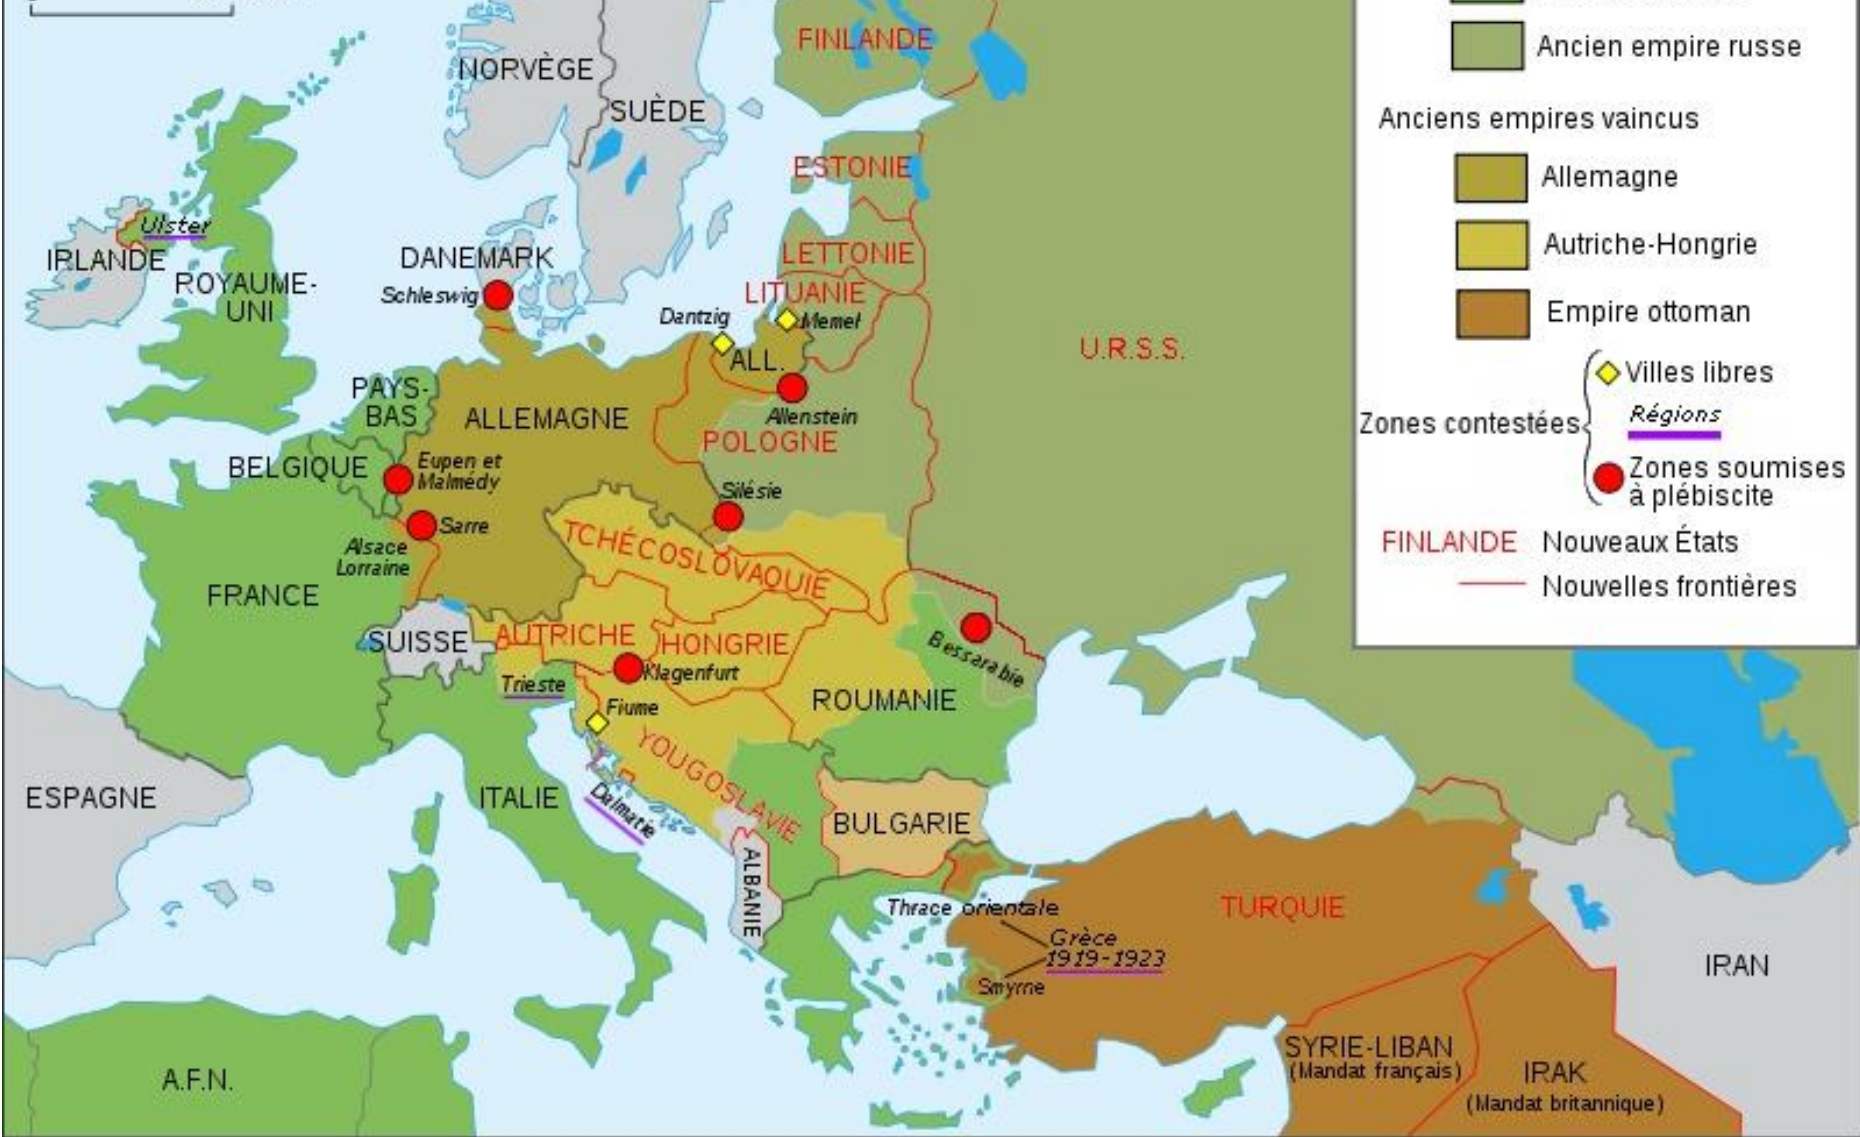 FINLANDE
NORVÈGE
SUÈDE
ESTONIE
Ulster
IRLANDE
ROYAUME-
UNI
DANEMARK
Schleswig
LETTONIE
LITUANIE
Dantzig
Memel
ALL.
U.R.S.S.
PAYS-
BAS
ALLEMAGNE
Allenstein
POLOGNE
BELGIQUE
Eupen et
Malmédy
Silésie
Sarre
Alsace
Lorraine
TCHÉCOSLOVAQUIE
FRANCE
SUISSE
AUTRICHE
HONGRIE
Klagenfurt
Bessarabie
Trieste
Fiume
ROUMANIE
YOUGOSLAVIE
ESPAGNE
ITALIE
Dalmatie
BULGARIE
ALBANIE
Thrace orientale
TURQUIE
Grèce
1919-1923
Smyrne
IRAN
SYRIE-LIBAN
(Mandat français)
IRAK
(Mandat britannique)
A.F.N.
Ancien empire russe
Anciens empires vaincus
Allemagne
Autriche-Hongrie
Empire ottoman
Zones contestées
Villes libres
Régions
Zones soumises
à plébiscite
FINLANDE Nouveaux États
Nouvelles frontières